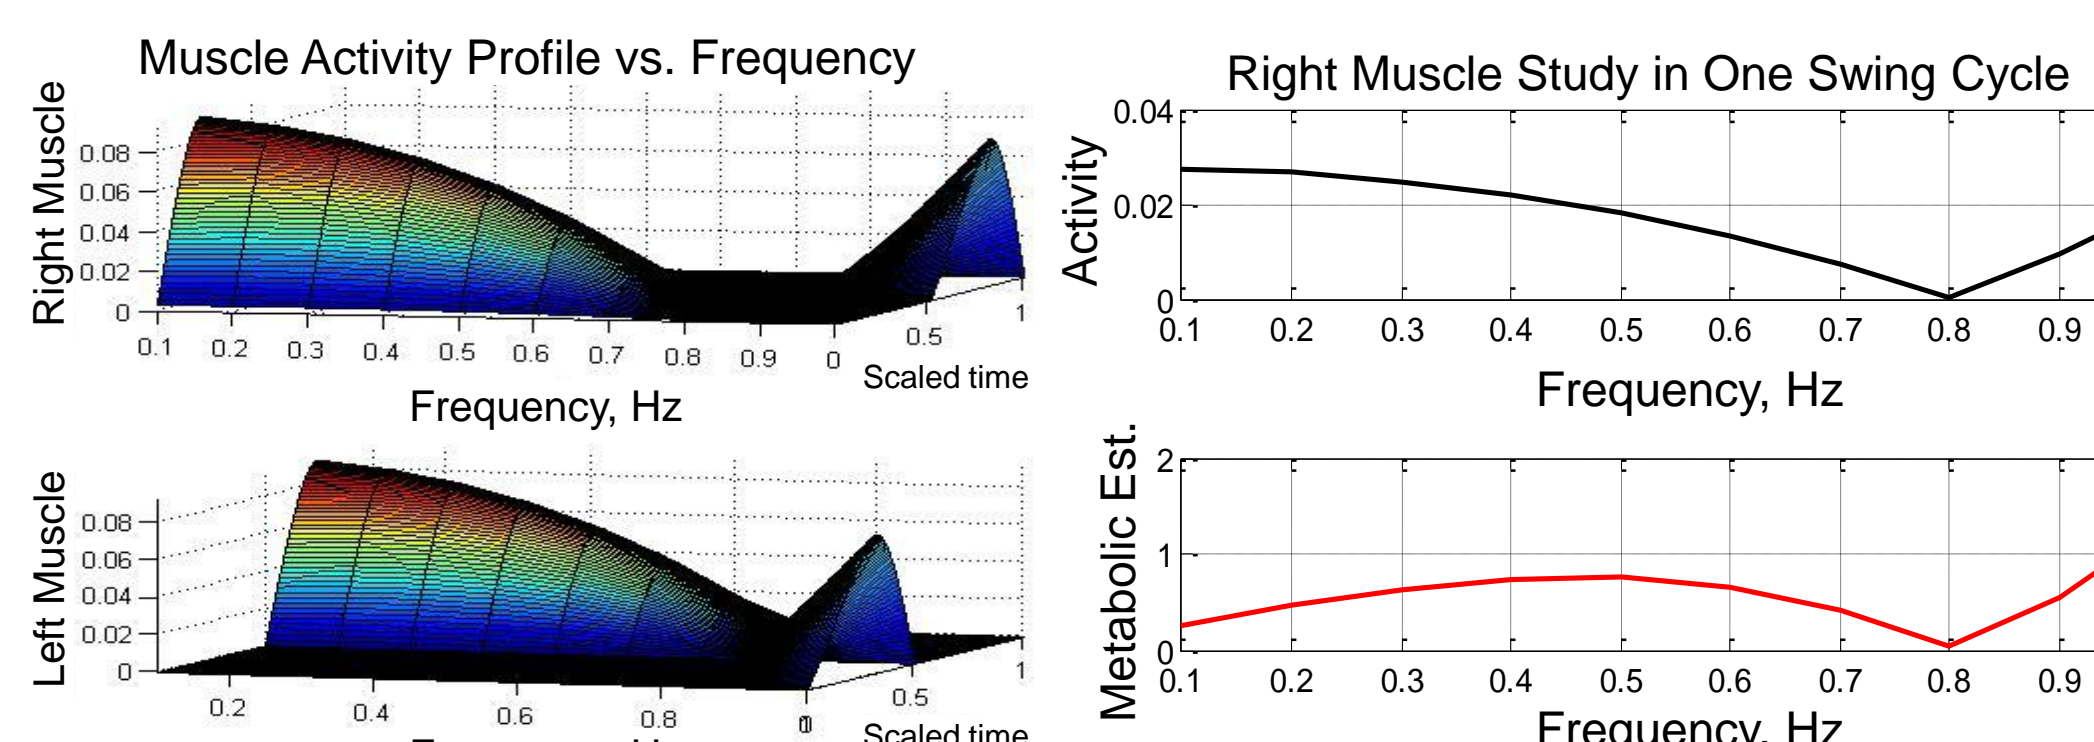 Muscle Activity Profile vs. Frequency
Right Muscle
0.08
0.06
0.04
0.02
0
0.1 0.2 0.3 0.4 0.5 0.6 0.7 0.8 0.9 0 0.5 1
Scaled time
Frequency, Hz
Left Muscle
0.08
0.06
0.04
0.02
0
0.2 0.4 0.6 0.8 0.5 1
Scaled time
Right Muscle Study in One Swing Cycle
Activity
0.04
0.02
0
0.1 0.2 0.3 0.4 0.5 0.6 0.7 0.8 0.9
Frequency, Hz
Metabolic Est.
2
1
0
0.1 0.2 0.3 0.4 0.5 0.6 0.7 0.8 0.9
Frequency, Hz